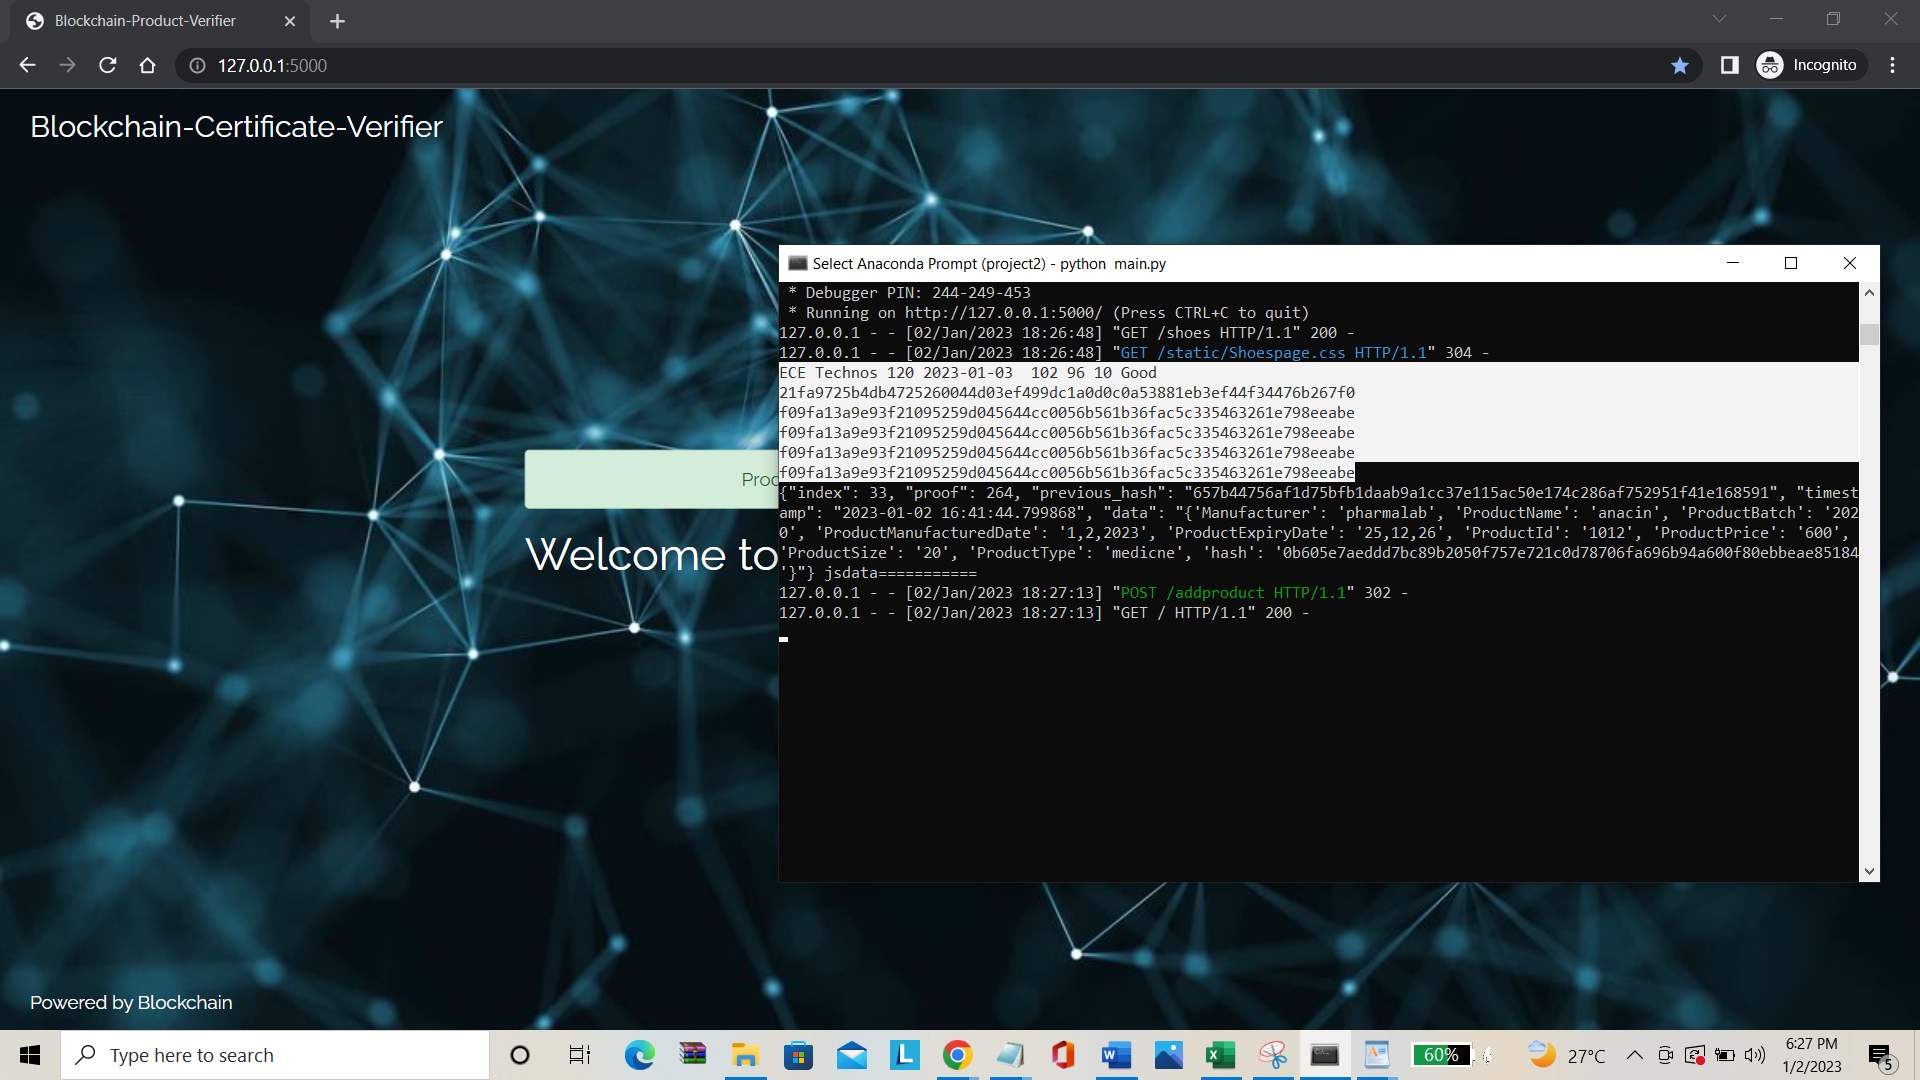 Blockchain-Product-Verifier
127.0.0.1:5000
Incognito
Blockchain-Certificate-Verifier
Select Anaconda Prompt (project2) - python  main.py
 * Debugger PIN: 244-249-453
 * Running on http://127.0.0.1:5000/ (Press CTRL+C to quit)
127.0.0.1 - - [02/Jan/2023 18:26:48] "GET /shoes HTTP/1.1" 200 -
127.0.0.1 - - [02/Jan/2023 18:26:48] "GET /static/Shoespage.css HTTP/1.1" 304 -
ECE Technos 120 2023-01-03  102 96 10 Good
21fa9725b4db4725260044d03ef499dc1a0d0c0a53881eb3ef44f34476b267f0
f09fa13a9e93f21095259d045644cc0056b561b36fac5c335463261e798eeabe
f09fa13a9e93f21095259d045644cc0056b561b36fac5c335463261e798eeabe
f09fa13a9e93f21095259d045644cc0056b561b36fac5c335463261e798eeabe
f09fa13a9e93f21095259d045644cc0056b561b36fac5c335463261e798eeabe
{"index": 33, "proof": 264, "previous_hash": "657b44756af1d75bfb1daab9a1cc37e115ac50e174c286af752951f41e168591", "timest
amp": "2023-01-02 16:41:44.799868", "data": "{'Manufacturer': 'pharmalab', 'ProductName': 'anacin', 'ProductBatch': '202
0', 'ProductManufacturedDate': '1,2,2023', 'ProductExpiryDate': '25,12,26', 'ProductId': '1012', 'ProductPrice': '600',
'ProductSize': '20', 'ProductType': 'medicne', 'hash': '0b605e7aeddd7bc89b2050f757e721c0d78706fa696b94a600f80ebbeae85184
'}"} jsdata===========
127.0.0.1 - - [02/Jan/2023 18:27:13] "POST /addproduct HTTP/1.1" 302 -
127.0.0.1 - - [02/Jan/2023 18:27:13] "GET / HTTP/1.1" 200 -
Welcome to
Powered by Blockchain
Type here to search
60%
27°C
6:27 PM
1/2/2023
5